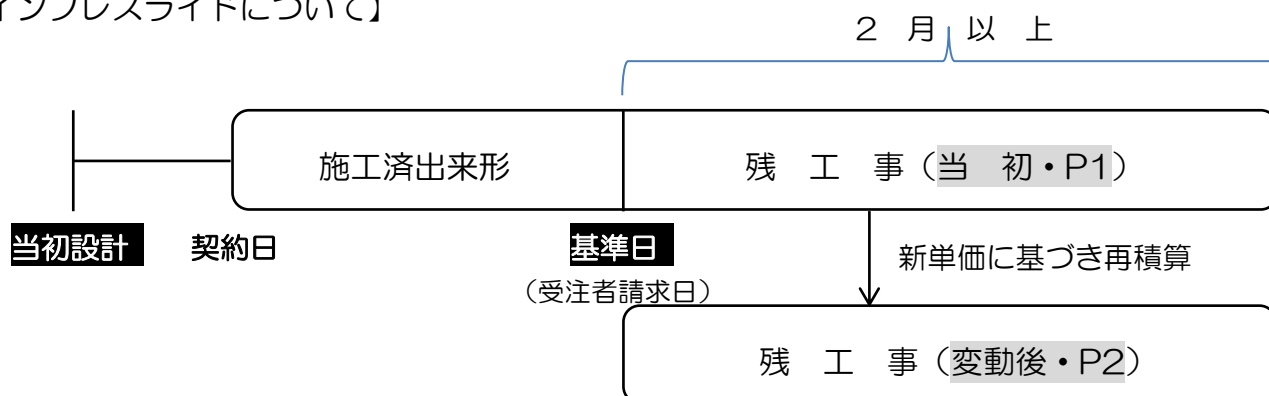 インフレスライドについて】
２ 月 以 上
施工済出来形
残 工 事（当 初・P1）
当初設計 契約日 基準日
（受注者請求日）
新単価に基づき再積算
残 工 事（変動後・P2）